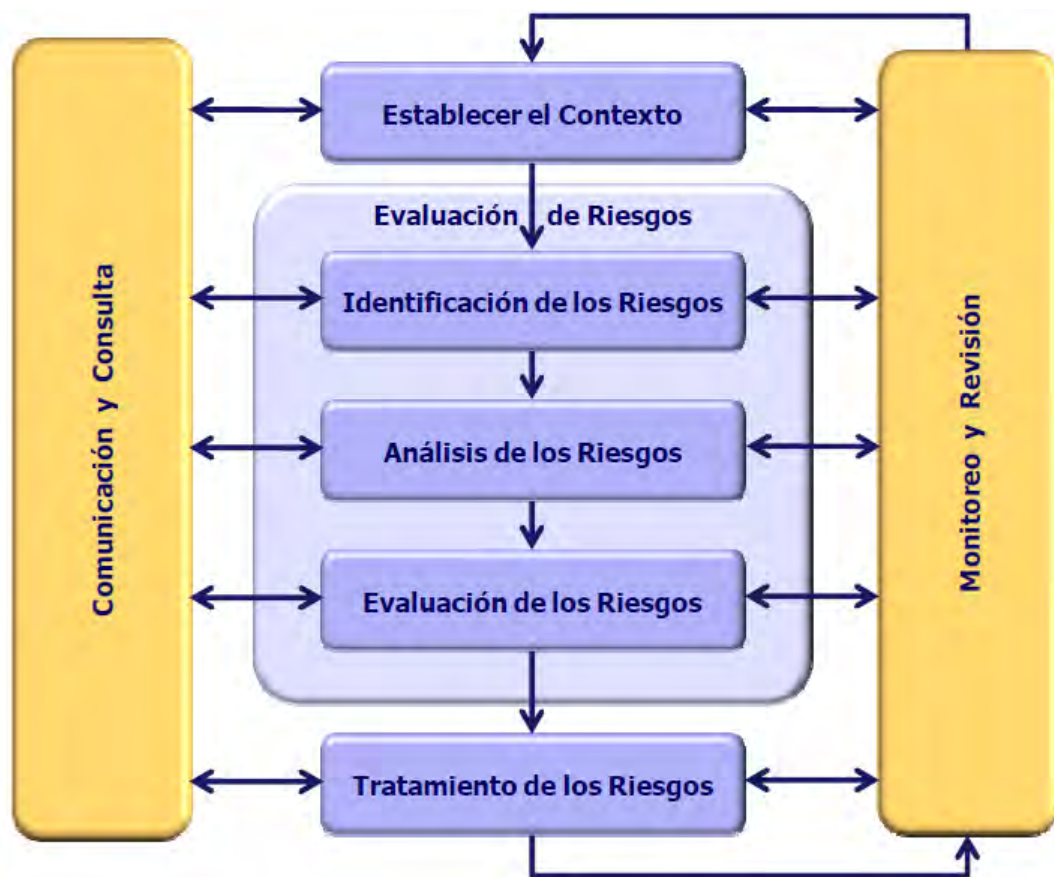 Establecer el Contexto
Evaluación de Riesgos
Identificación de los Riesgos
Análisis de los Riesgos
Evaluación de los Riesgos
Tratamiento de los Riesgos
Comunicación y Consulta
Monitoreo y Revisión